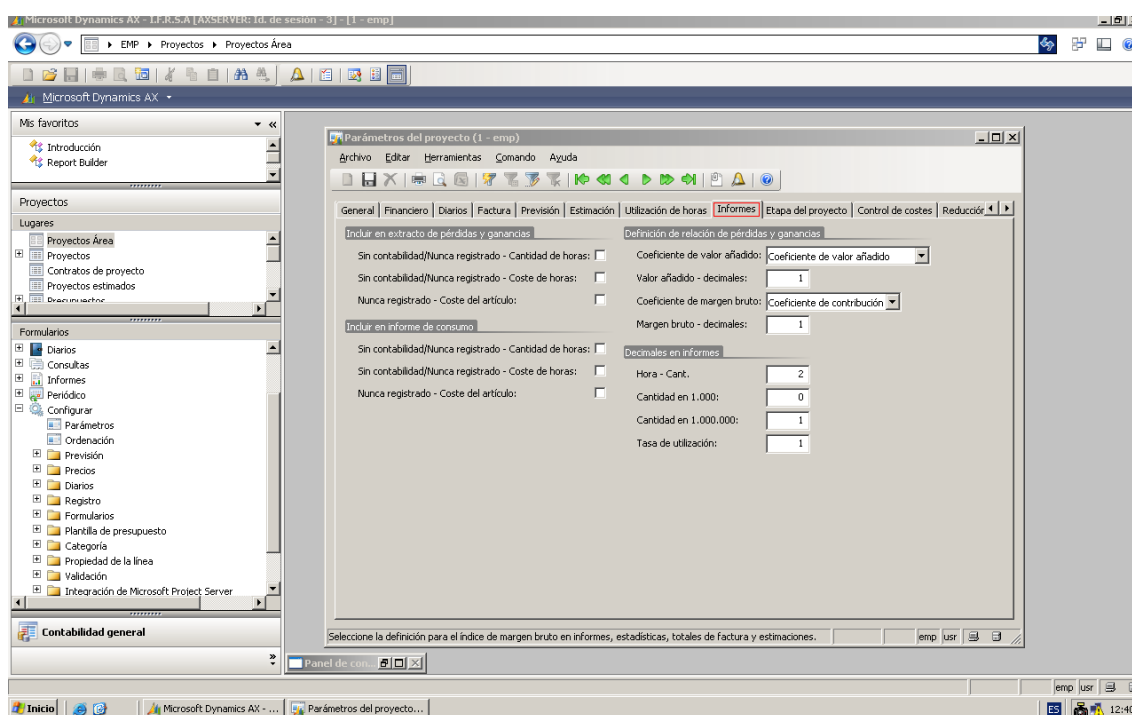 Microsoft Dynamics AX - I.F.R.S.A [AXSERVER: Id. de sesión - 3] - [1 - emp]
EMP ▸ Proyectos ▸ Proyectos Área
Microsoft Dynamics AX
Mis favoritos
Introducción
Report Builder
Proyectos
Lugares
Proyectos Área
Proyectos
Contratos de proyecto
Proyectos estimados
Presupuestos
Formularios
Diarios
Consultas
Informes
Periódico
Configurar
Parámetros
Ordenación
Previsión
Precios
Diarios
Registro
Formularios
Plantilla de presupuesto
Categoría
Propiedad de la línea
Validación
Integración de Microsoft Project Server
Contabilidad general
Parámetros del proyecto (1 - emp)
Archivo Editar Herramientas Comando Ayuda
General Financiero Diarios Factura Previsión Estimación Utilización de horas Informes Etapa del proyecto Control de costes Reducción
Incluir en extracto de pérdidas y ganancias
Sin contabilidad/Nunca registrado - Cantidad de horas:
Sin contabilidad/Nunca registrado - Coste de horas:
Nunca registrado - Coste del artículo:
Incluir en informe de consumo
Sin contabilidad/Nunca registrado - Cantidad de horas:
Sin contabilidad/Nunca registrado - Coste de horas:
Nunca registrado - Coste del artículo:
Definición de relación de pérdidas y ganancias
Coeficiente de valor añadido: Coeficiente de valor añadido
Valor añadido - decimales: 1
Coeficiente de margen bruto: Coeficiente de contribución
Margen bruto - decimales: 1
Decimales en informes
Hora - Cant. 2
Cantidad en 1.000: 0
Cantidad en 1.000.000: 1
Tasa de utilización: 1
Seleccione la definición para el índice de margen bruto en informes, estadísticas, totales de factura y estimaciones. emp usr
Panel de con...
emp usr
Inicio Microsoft Dynamics AX - ... Parámetros del proyecto... ES 12:40